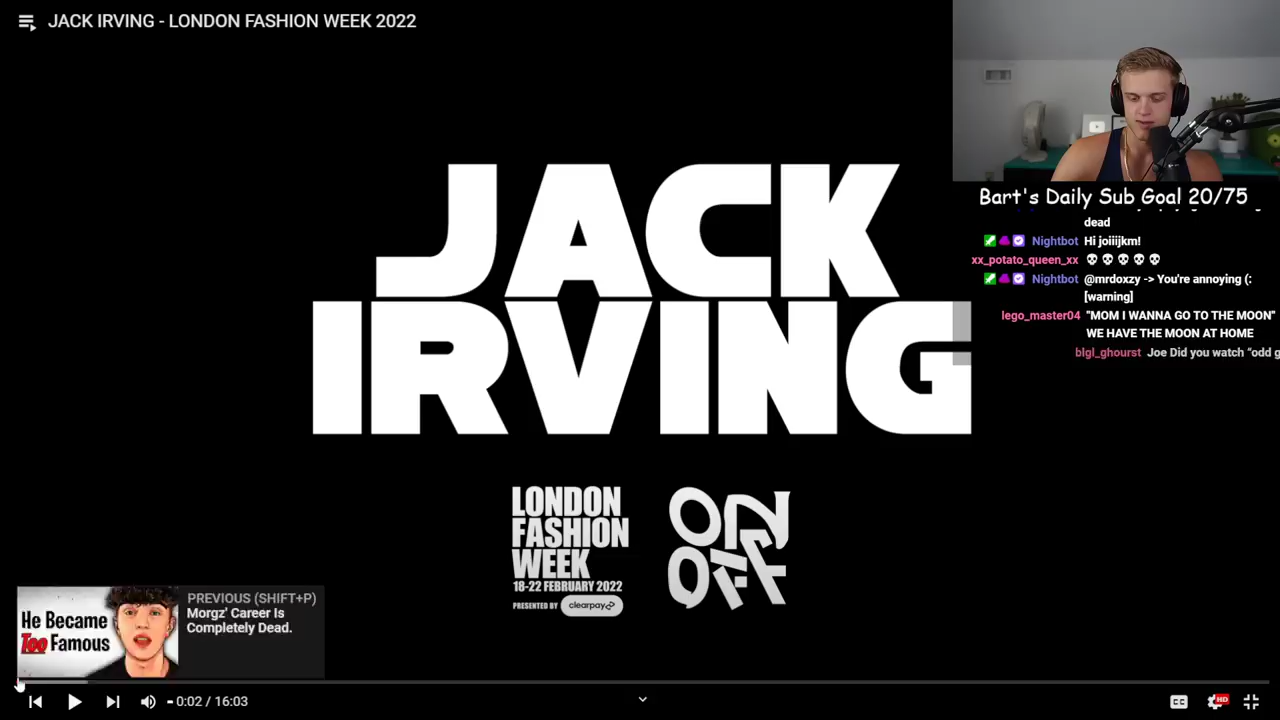 JACK IRVING - LONDON FASHION WEEK 2022
JACK
IRVING
LONDON
FASHION
WEEK
18-22 FEBRUARY 2022
PRESENTED BY clearpay
ON
OFF
Bart's Daily Sub Goal 20/75
dead
Nightbot Hi joiiijkm!
xx_potato_queen_xx
Nightbot @mrdoxzy -> You're annoying (:
[warning]
lego_master04 "MOM I WANNA GO TO THE MOON"
WE HAVE THE MOON AT HOME
blgl_ghourst Joe Did you watch “odd g
He Became
Too Famous
PREVIOUS (SHIFT+P)
Morgz' Career Is
Completely Dead.
0:02 / 16:03
CC
HD